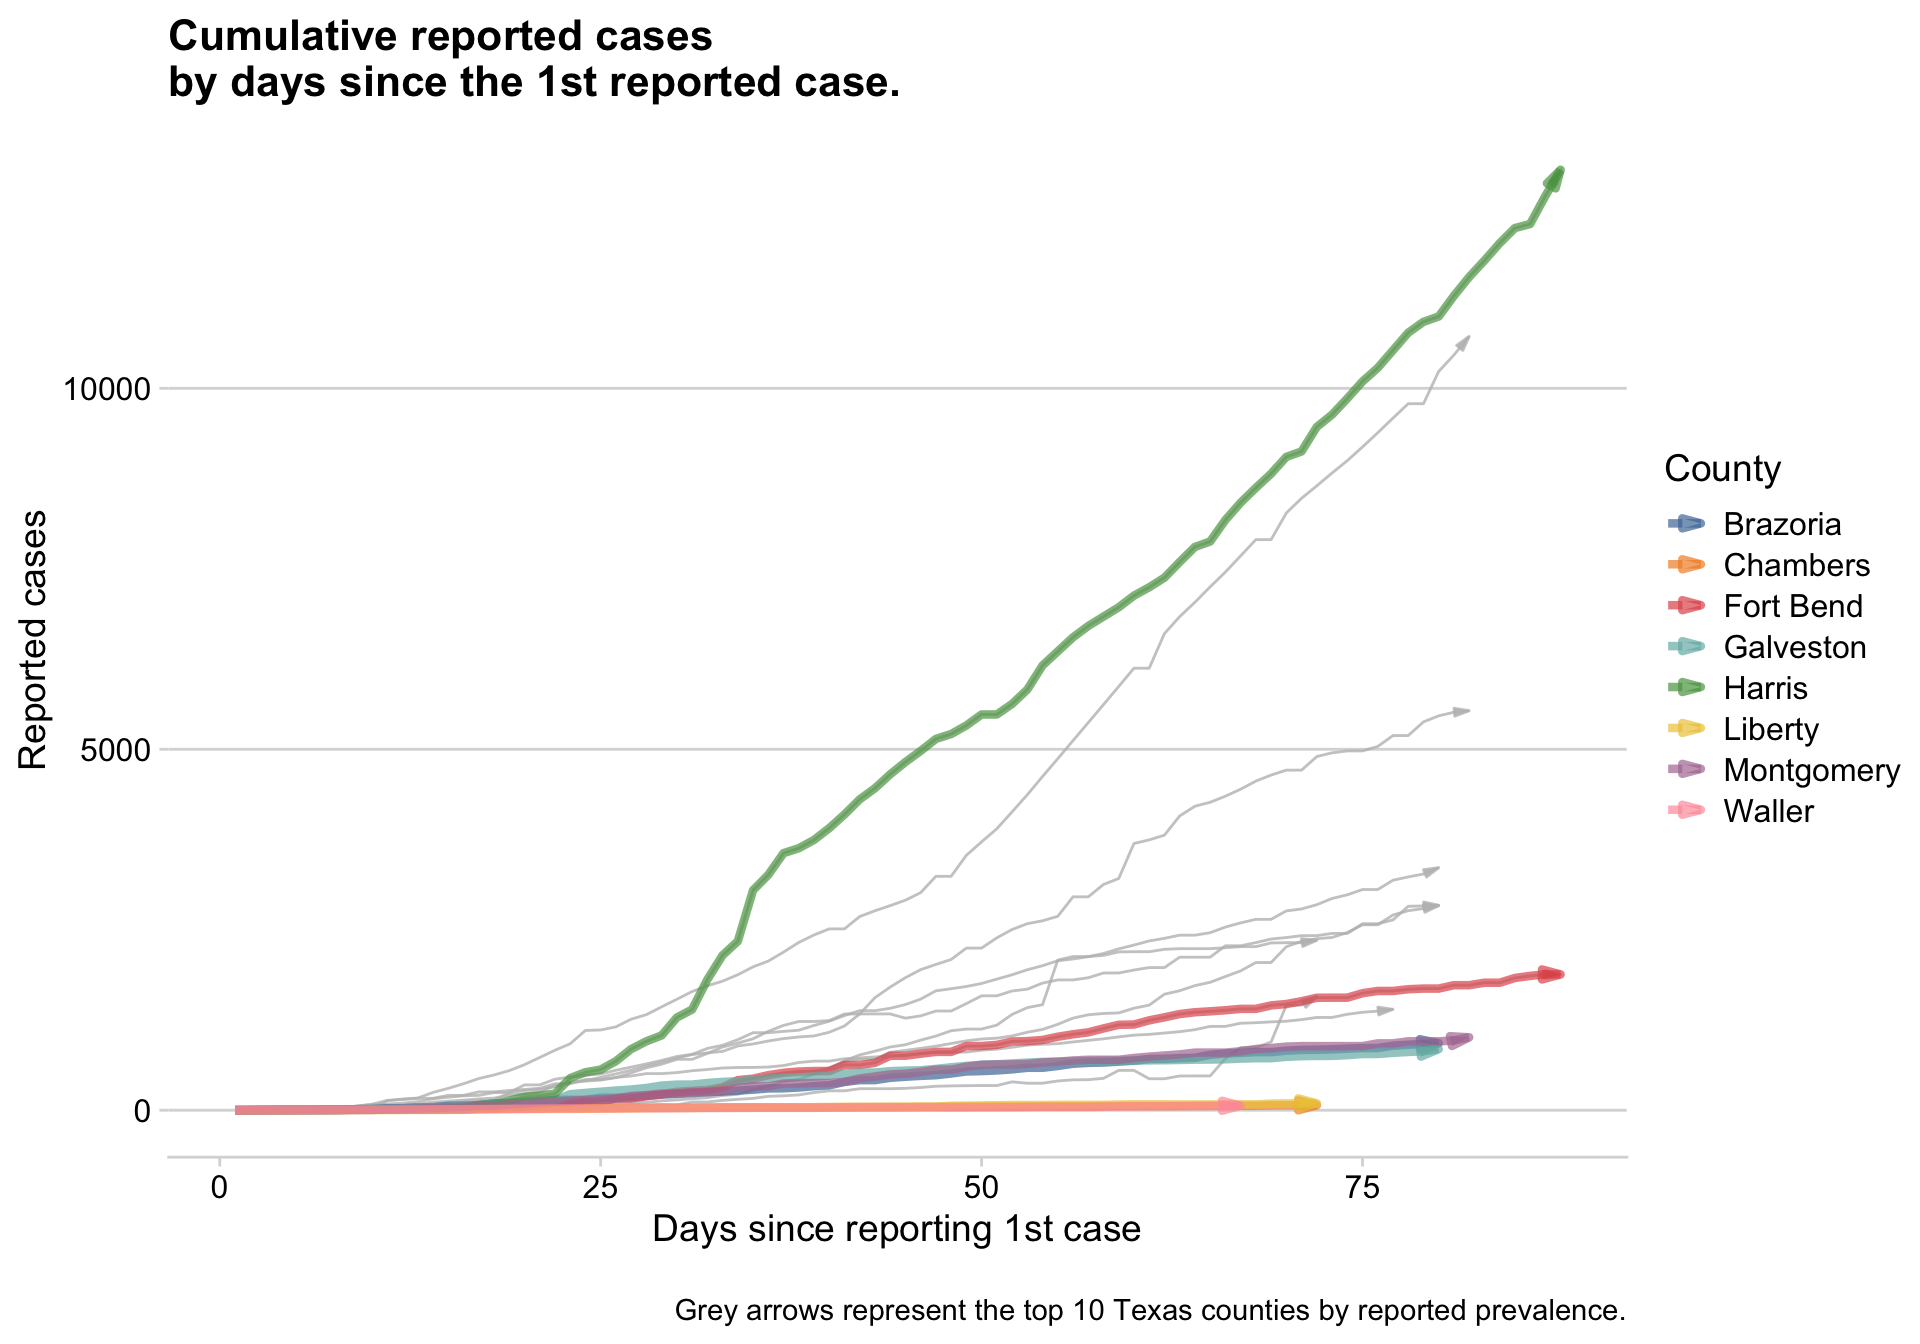 Cumulative reported cases
by days since the 1st reported case.
Reported cases
10000
5000
0
0
25
50
75
Days since reporting 1st case
County
Brazoria
Chambers
Fort Bend
Galveston
Harris
Liberty
Montgomery
Waller
Grey arrows represent the top 10 Texas counties by reported prevalence.